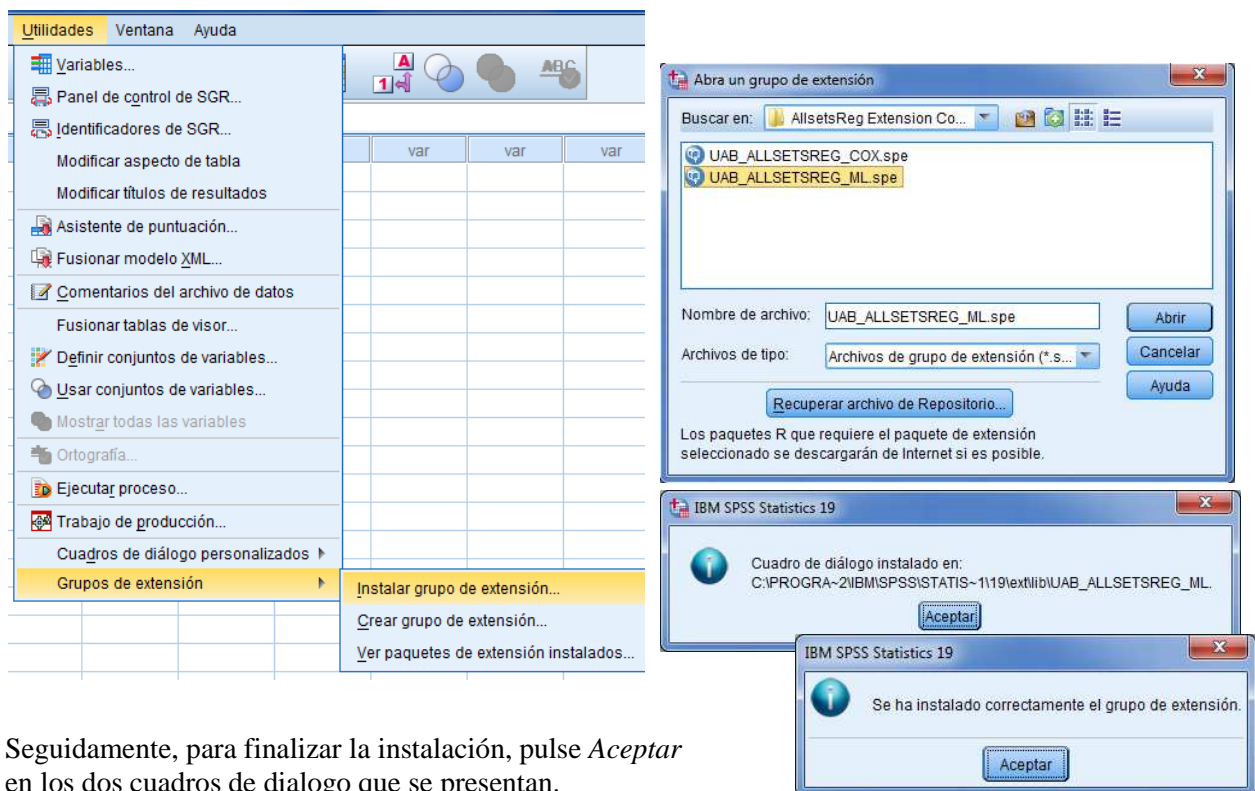 Utilidades Ventana Ayuda
Variables...
Panel de control de SGR...
Identificadores de SGR...
Modificar aspecto de tabla
Modificar títulos de resultados
Asistente de puntuación...
Fusionar modelo XML...
Comentarios del archivo de datos
Fusionar tablas de visor...
Definir conjuntos de variables...
Usar conjuntos de variables...
Mostrar todas las variables
Ortografía...
Ejecutar proceso...
Trabajo de producción...
Cuadros de diálogo personalizados
Grupos de extensión
Instalar grupo de extensión...
Crear grupo de extensión...
Ver paquetes de extensión instalados...
A
1
ABC
var var var
Abra un grupo de extensión
Buscar en: AllsetsReg Extension Co...
UAB_ALLSETSREG_COX.spe
UAB_ALLSETSREG_ML.spe
Nombre de archivo: UAB_ALLSETSREG_ML.spe Abrir
Archivos de tipo: Archivos de grupo de extensión (*.s... Cancelar
Ayuda
Recuperar archivo de Repositorio...
Los paquetes R que requiere el paquete de extensión
seleccionado se descargarán de Internet si es posible.
IBM SPSS Statistics 19
Cuadro de diálogo instalado en:
C:\PROGRA~2\IBM\SPSS\STATIS~1\19\ext\lib\UAB_ALLSETSREG_ML.
Aceptar
IBM SPSS Statistics 19
Se ha instalado correctamente el grupo de extensión.
Aceptar
Seguidamente, para finalizar la instalación, pulse Aceptar
en los dos cuadros de dialogo que se presentan.